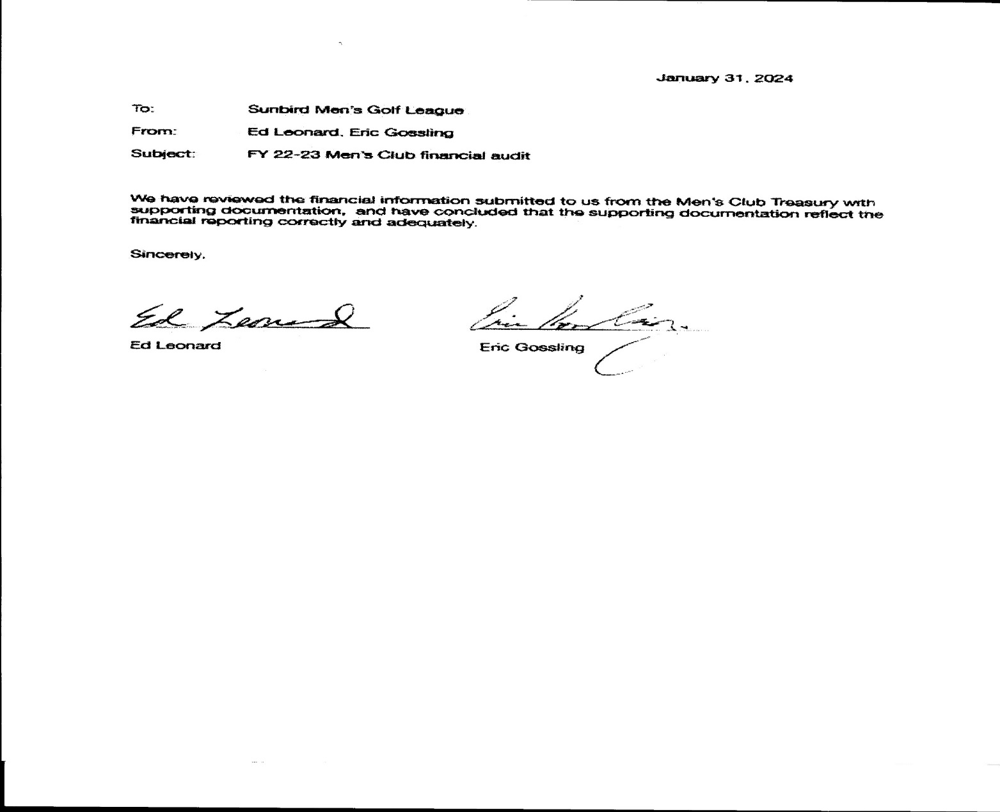 January 31, 2024
To: Sunbird Men's Golf League
From: Ed Leonard, Eric Gossling
Subject: FY 22-23 Men's Club financial audit
We have reviewed the financial information submitted to us from the Men's Club Treasury with
supporting documentation,  and have concluded that the supporting documentation reflect the
financial reporting correctly and adequately.
Sincerely,
Ed Leonard Eric Gossling
Ed Leonard Eric Gossling